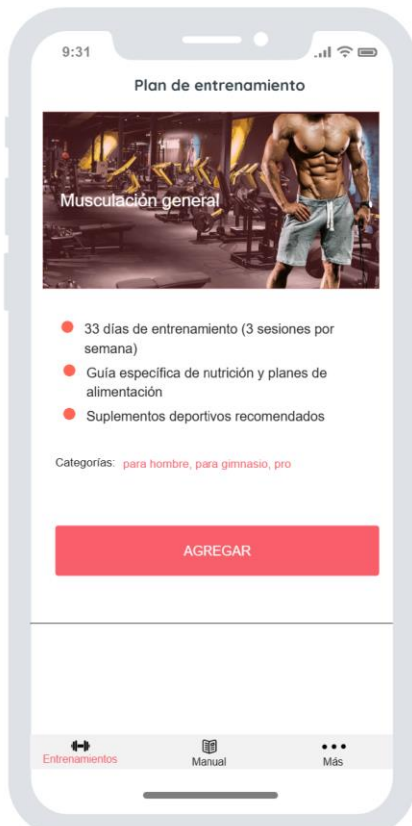 9:31
Plan de entrenamiento
Musculación general
33 días de entrenamiento (3 sesiones por
semana)
Guía específica de nutrición y planes de
alimentación
Suplementos deportivos recomendados
Categorías: para hombre, para gimnasio, pro
AGREGAR
Entrenamientos
Manual
Más